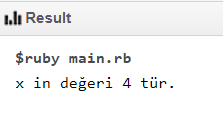 Result
$ruby main.rb
x in değeri 4 tür.